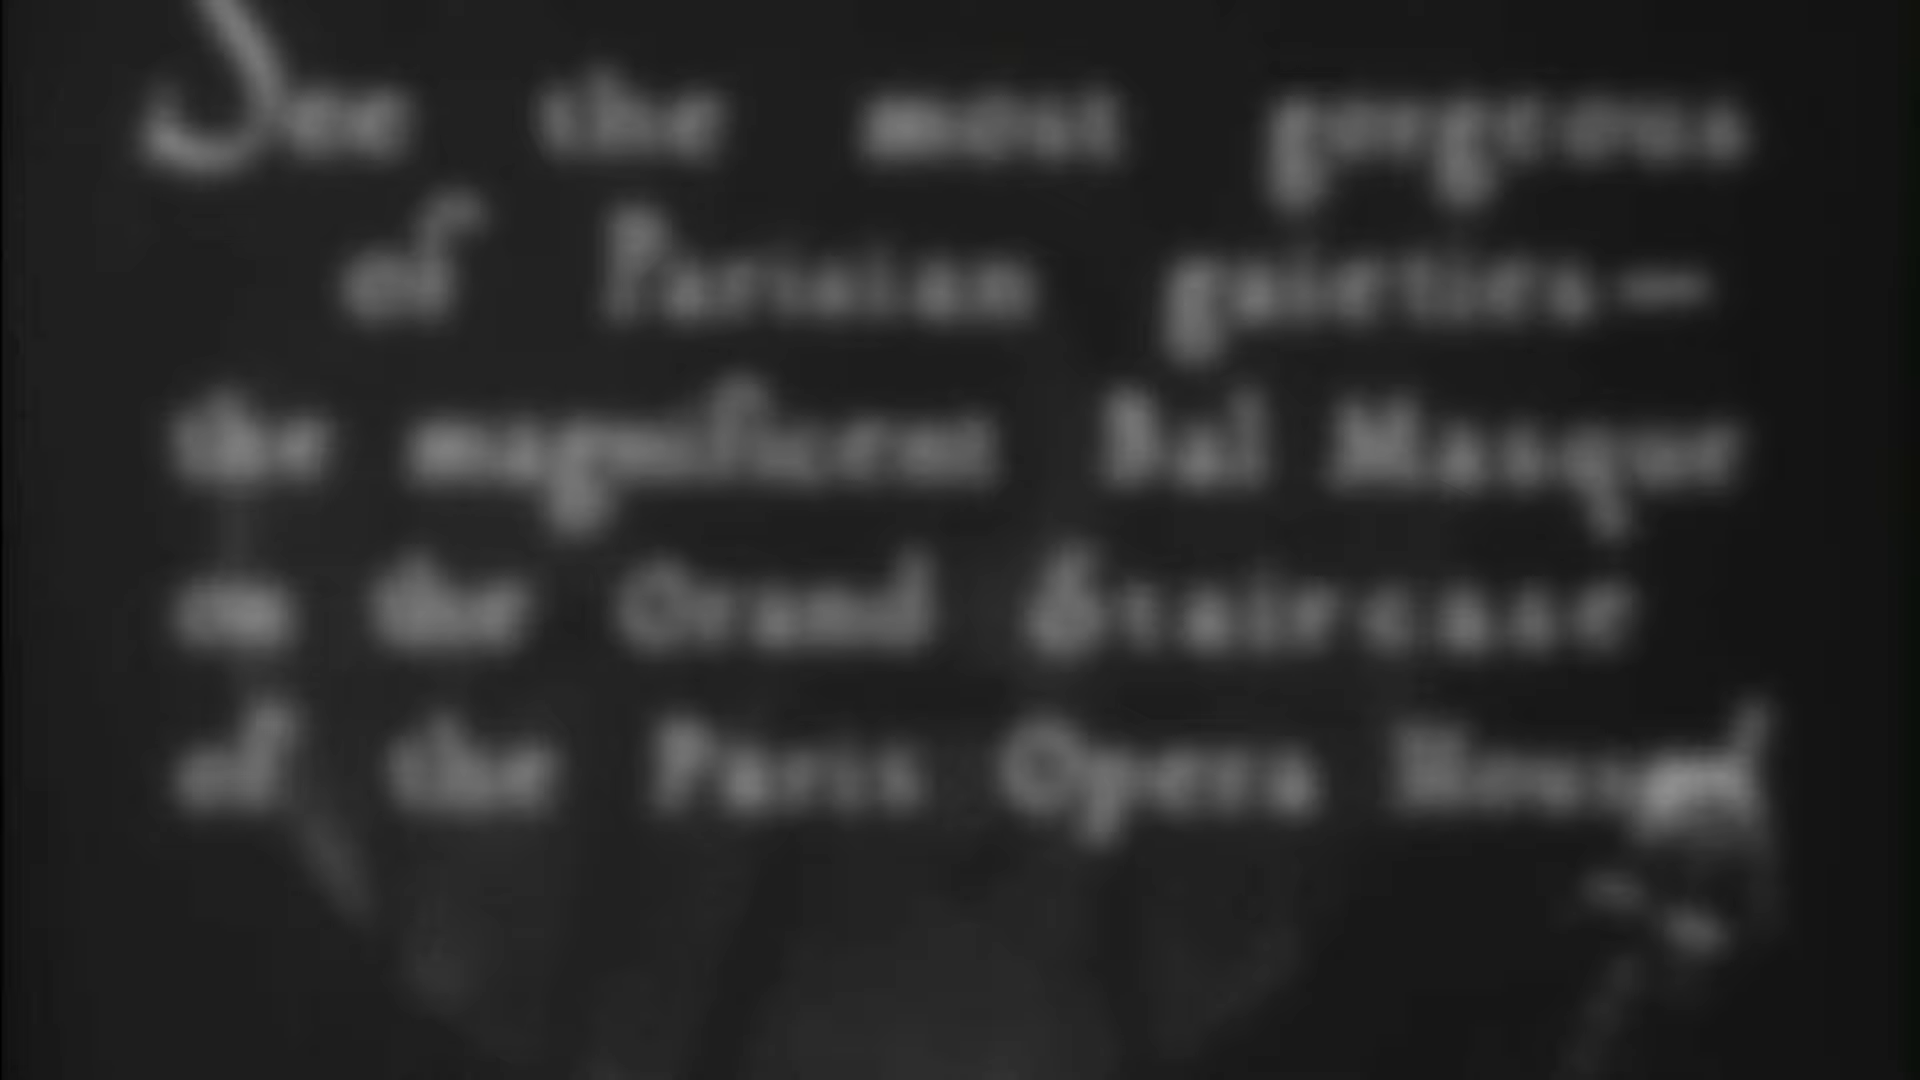 See the most gorgeous
of Parisian gaieties—
the magnificent Bal Masque
on the Grand Staircase
of the Paris Opera House